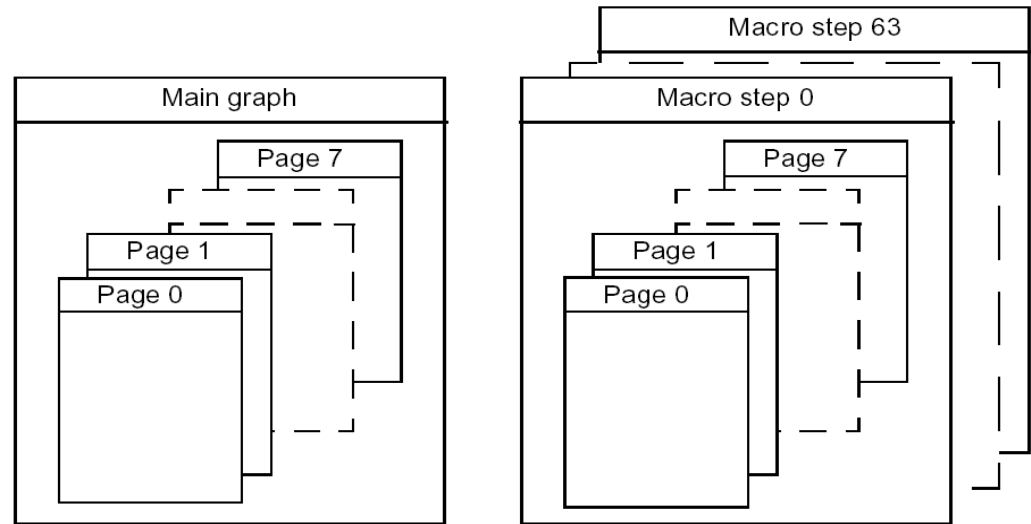 Main graph
Page 7
Page 1
Page 0
Macro step 63
Macro step 0
Page 7
Page 1
Page 0